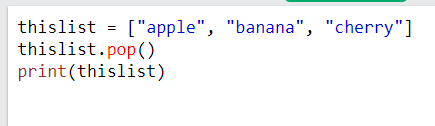 thislist = ["apple", "banana", "cherry"]
thislist.pop()
print(thislist)